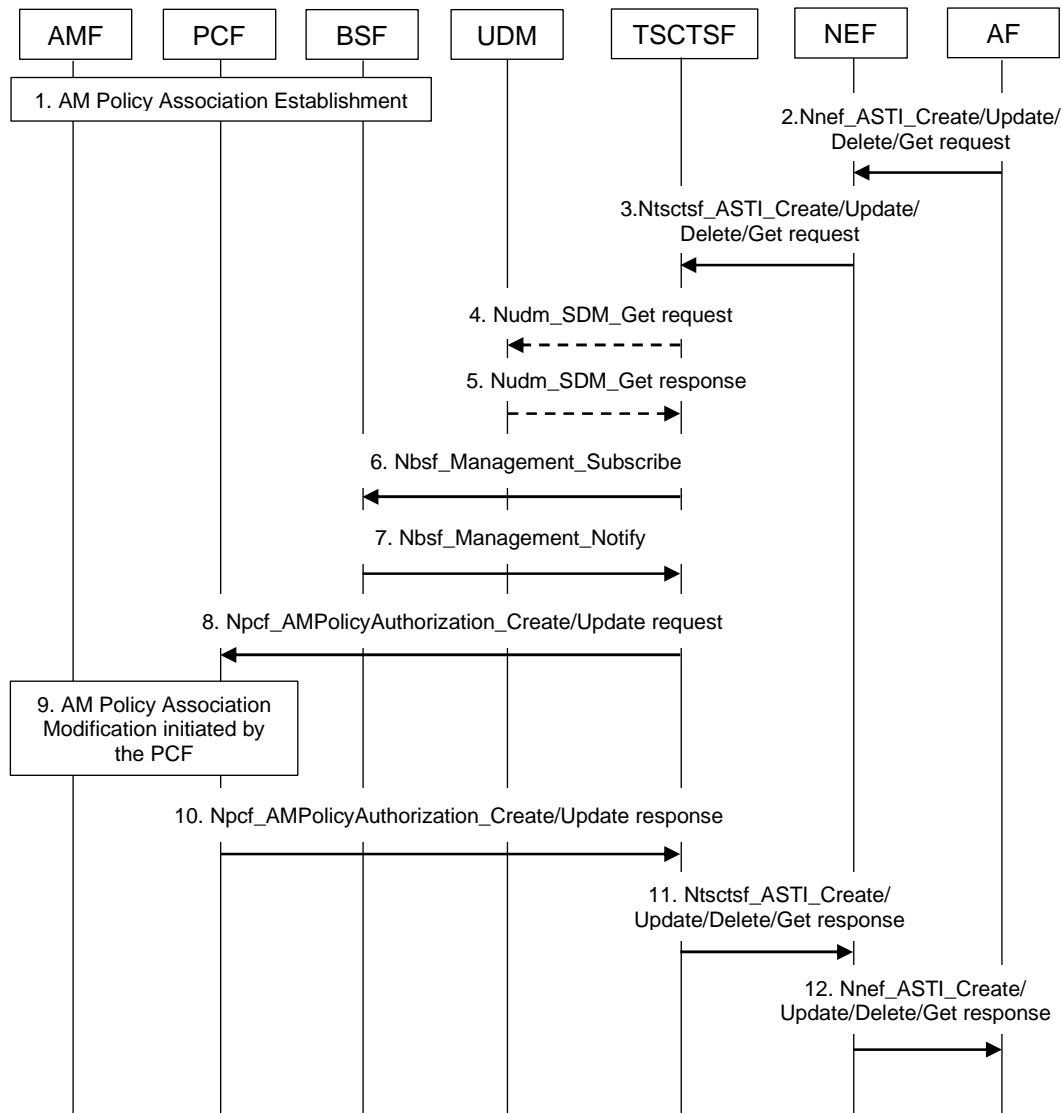 AMF
PCF
BSF
UDM
TSCTSF
NEF
AF
1. AM Policy Association Establishment
2.Nnef_ASTI_Create/Update/
Delete/Get request
3.Ntsctsf_ASTI_Create/Update/
Delete/Get request
4. Nudm_SDM_Get request
5. Nudm_SDM_Get response
6. Nbsf_Management_Subscribe
7. Nbsf_Management_Notify
8. Npcf_AMPolicyAuthorization_Create/Update request
9. AM Policy Association
Modification initiated by
the PCF
10. Npcf_AMPolicyAuthorization_Create/Update response
11. Ntsctsf_ASTI_Create/
Update/Delete/Get response
12. Nnef_ASTI_Create/
Update/Delete/Get response